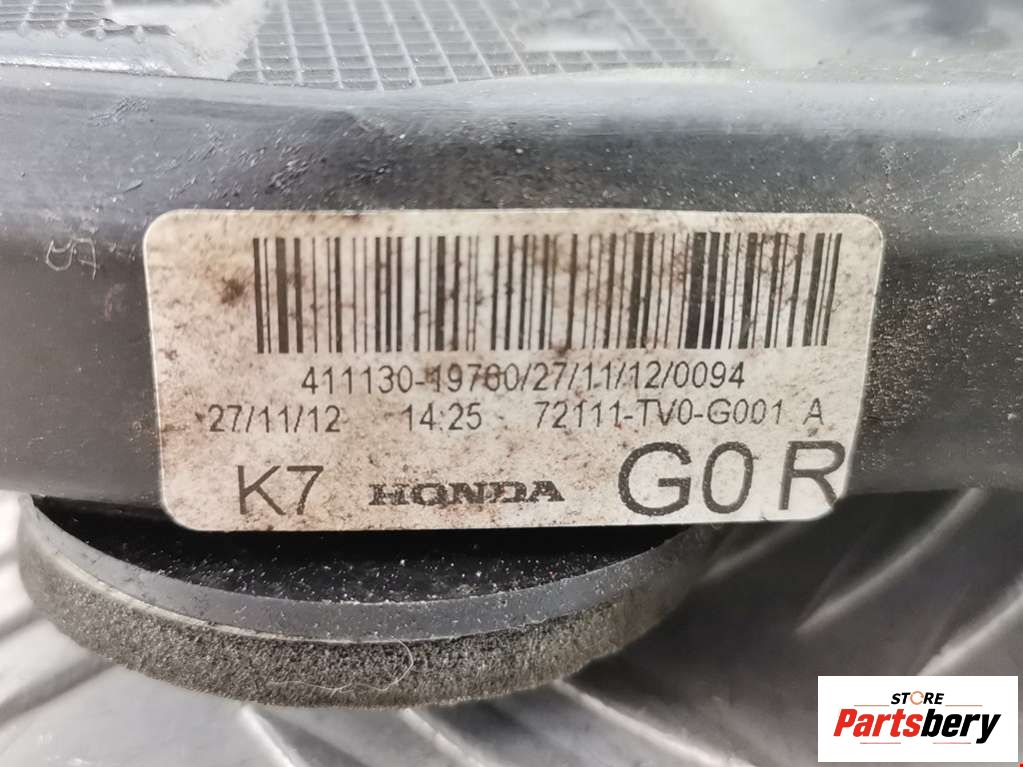 411130-19760/27/11/12/0094
27/11/12 14:25 72111-TV0-G001 A
K7 HONDA G0 R
STORE
Partsbery